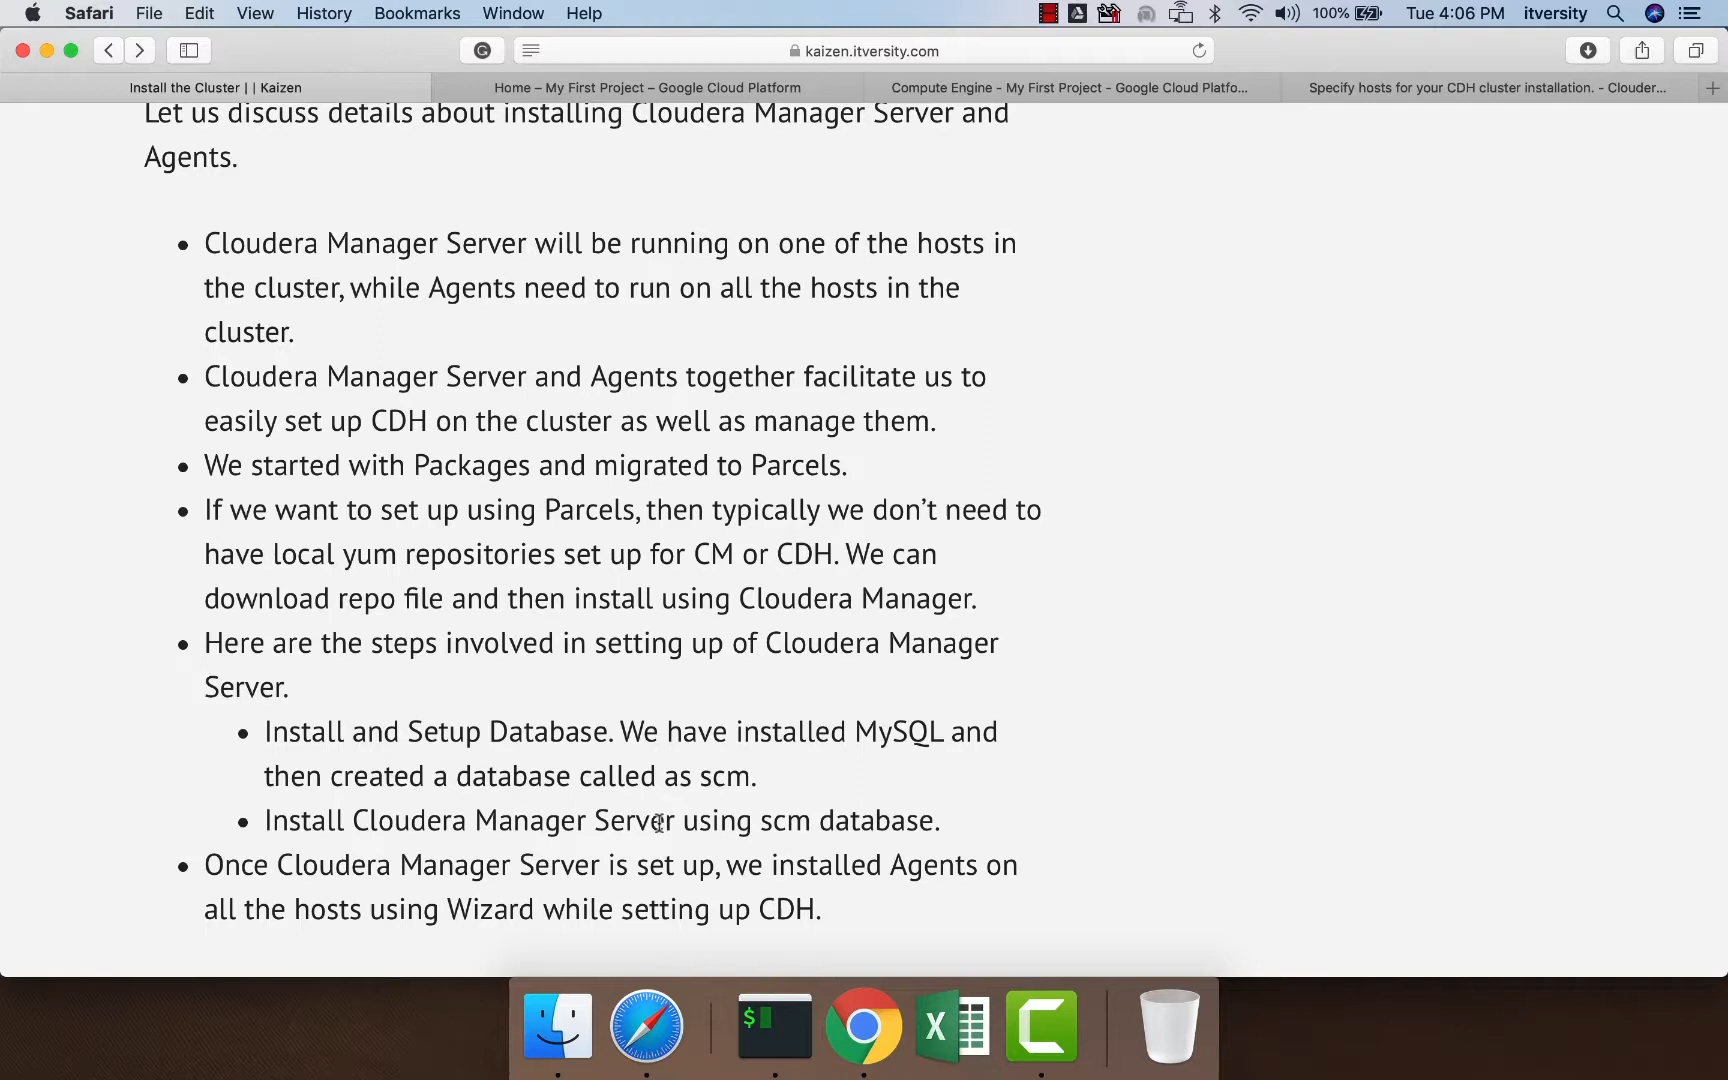 Safari File Edit View History Bookmarks Window Help 100% Tue 4:06 PM itversity
kaizen.itversity.com
Install the Cluster | | Kaizen
Home – My First Project – Google Cloud Platform
Compute Engine - My First Project - Google Cloud Platfo...
Specify hosts for your CDH cluster installation. - Clouder...
Let us discuss details about installing Cloudera Manager Server and
Agents.
• Cloudera Manager Server will be running on one of the hosts in
the cluster, while Agents need to run on all the hosts in the
cluster.
• Cloudera Manager Server and Agents together facilitate us to
easily set up CDH on the cluster as well as manage them.
• We started with Packages and migrated to Parcels.
• If we want to set up using Parcels, then typically we don’t need to
have local yum repositories set up for CM or CDH. We can
download repo file and then install using Cloudera Manager.
• Here are the steps involved in setting up of Cloudera Manager
Server.
• Install and Setup Database. We have installed MySQL and
then created a database called as scm.
• Install Cloudera Manager Server using scm database.
• Once Cloudera Manager Server is set up, we installed Agents on
all the hosts using Wizard while setting up CDH.